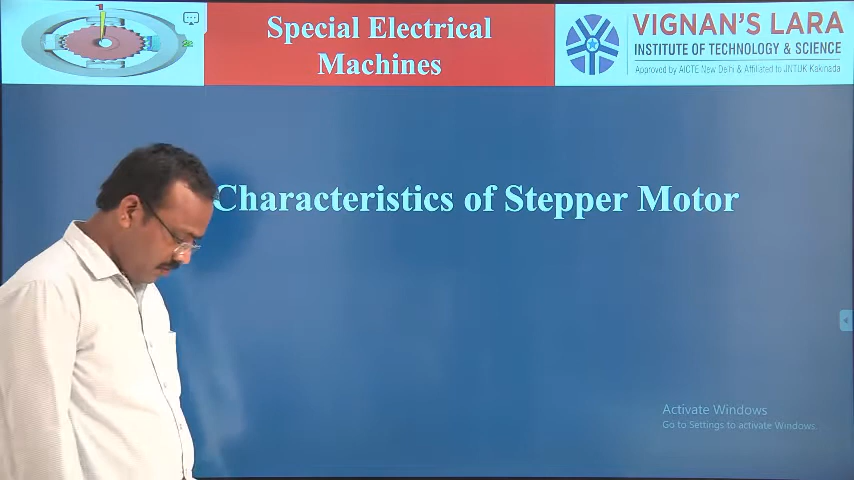 Special Electrical
Machines
VIGNAN'S LARA
INSTITUTE OF TECHNOLOGY & SCIENCE
Approved by AICTE New Delhi & Affiliated to JNTUK Kakinada
Characteristics of Stepper Motor
Activate Windows
Go to Settings to activate Windows.